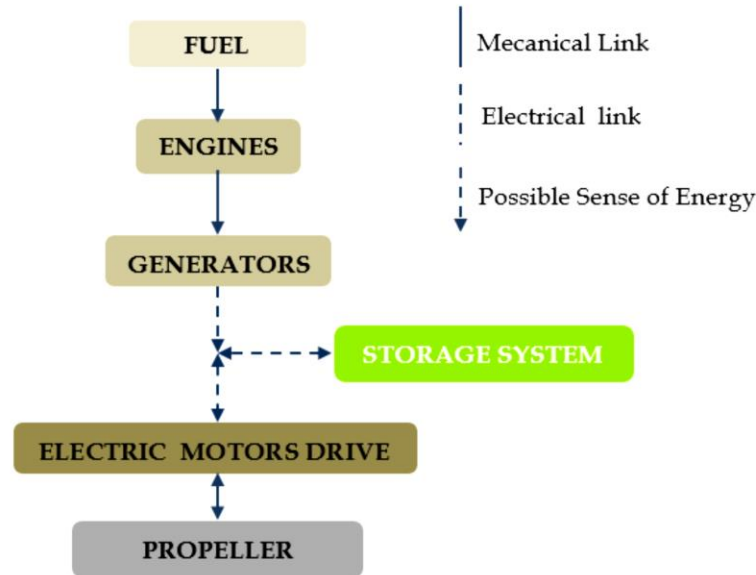 FUEL
Mecanical Link
Electrical  link
ENGINES
Possible Sense of Energy
GENERATORS
STORAGE SYSTEM
ELECTRIC  MOTORS DRIVE
PROPELLER